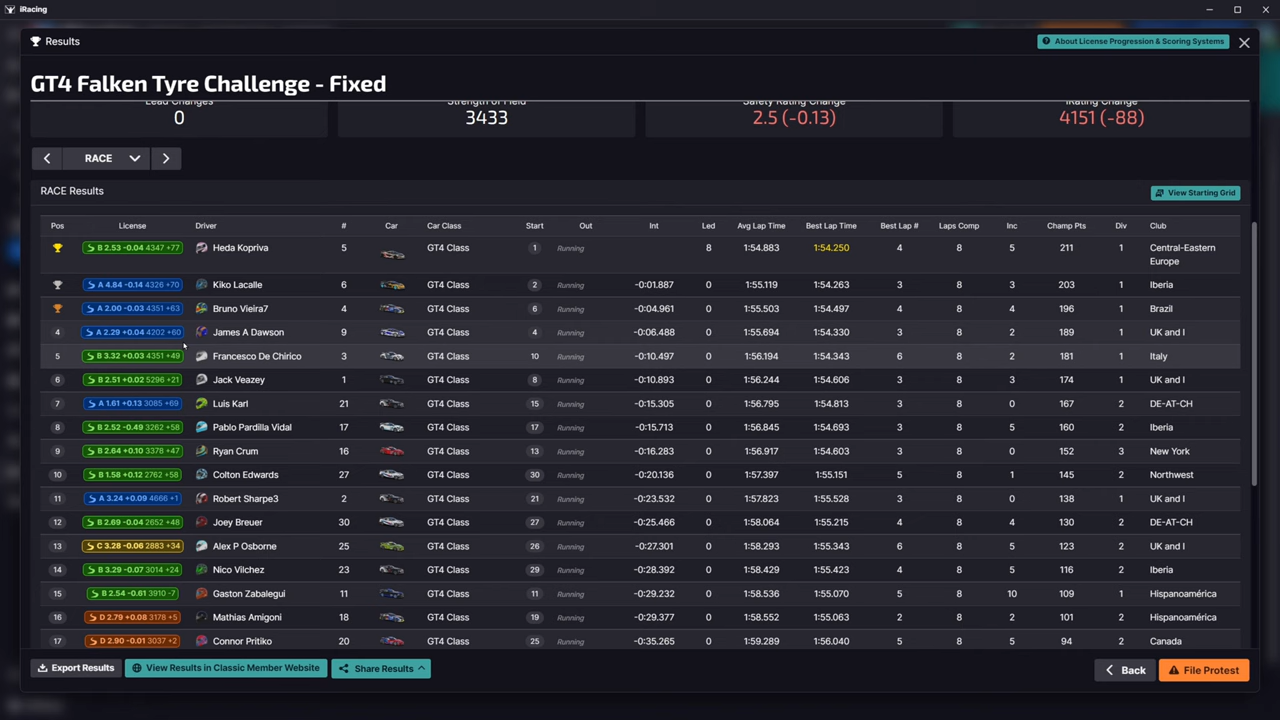 iRacing
Results
About License Progression & Scoring Systems
GT4 Falken Tyre Challenge - Fixed
Lead Changes Strength of Field Safety Rating Change iRating Change
0 3433 2.5 (-0.13) 4151 (-88)
RACE
RACE Results
View Starting Grid
Pos License Driver # Car Car Class Start Out Int Led Avg Lap Time Best Lap Time Best Lap # Laps Comp Inc Champ Pts Div Club
B 2.53 -0.04 4347 +77 Heda Kopriva 5 GT4 Class 1 Running 8 1:54.883 1:54.250 4 8 5 211 1 Central-Eastern
Europe
A 4.84 -0.14 4326 +70 Kiko Lacalle 6 GT4 Class 2 Running -0:01.887 0 1:55.119 1:54.263 3 8 3 203 1 Iberia
A 2.00 -0.03 4351 +63 Bruno Vieira7 4 GT4 Class 3 Running -0:04.961 0 1:55.503 1:54.497 4 8 4 196 1 Brazil
4 A 2.29 +0.04 4202 +60 James A Dawson 9 GT4 Class 4 Running -0:06.488 0 1:55.694 1:54.330 4 8 2 189 1 UK and I
5 B 3.32 +0.03 4351 +49 Francesco De Chirico 3 GT4 Class 10 Running -0:10.497 0 1:56.194 1:54.343 6 8 2 181 1 Italy
6 B 2.51 +0.02 5296 +21 Jack Veazey 1 GT4 Class 8 Running -0:10.893 0 1:56.244 1:54.606 3 8 3 174 1 UK and I
7 A 1.61 +0.13 3085 +69 Luis Karl 21 GT4 Class 15 Running -0:15.305 0 1:56.795 1:54.813 3 8 0 167 2 DE-AT-CH
8 B 2.52 -0.49 3262 +58 Pablo Pardilla Vidal 17 GT4 Class 17 Running -0:15.713 0 1:56.845 1:54.693 3 8 5 160 2 Iberia
9 B 2.64 +0.10 3378 +47 Ryan Crum 16 GT4 Class 13 Running -0:16.283 0 1:56.917 1:54.603 3 8 0 152 3 New York
10 B 1.58 +0.12 2762 +58 Colton Edwards 27 GT4 Class 30 Running -0:20.136 0 1:57.397 1:55.151 5 8 1 145 2 Northwest
11 A 3.24 +0.09 4666 +1 Robert Sharpe3 2 GT4 Class 21 Running -0:23.532 0 1:57.823 1:55.528 3 8 0 138 1 UK and I
12 B 2.69 -0.04 2652 +48 Joey Breuer 30 GT4 Class 27 Running -0:25.466 0 1:58.064 1:55.215 4 8 4 130 2 DE-AT-CH
13 C 3.28 -0.06 2883 +34 Alex P Osborne 25 GT4 Class 26 Running -0:27.301 0 1:58.293 1:55.343 6 8 5 123 2 UK and I
14 B 3.29 -0.07 3014 +24 Nico Vilchez 23 GT4 Class 29 Running -0:28.392 0 1:58.429 1:55.423 4 8 5 116 2 Iberia
15 B 2.54 -0.61 3910 -7 Gaston Zabalegui 11 GT4 Class 11 Running -0:29.232 0 1:58.536 1:55.070 5 8 10 109 1 Hispanoamérica
16 D 2.79 +0.08 3178 +5 Mathias Amigoni 18 GT4 Class 19 Running -0:29.377 0 1:58.552 1:55.063 2 8 2 101 2 Hispanoamérica
17 D 2.90 -0.01 3037 +2 Connor Pritiko 20 GT4 Class 25 Running -0:35.265 0 1:59.289 1:56.040 5 8 5 94 2 Canada
Export Results View Results in Classic Member Website Share Results Back File Protest